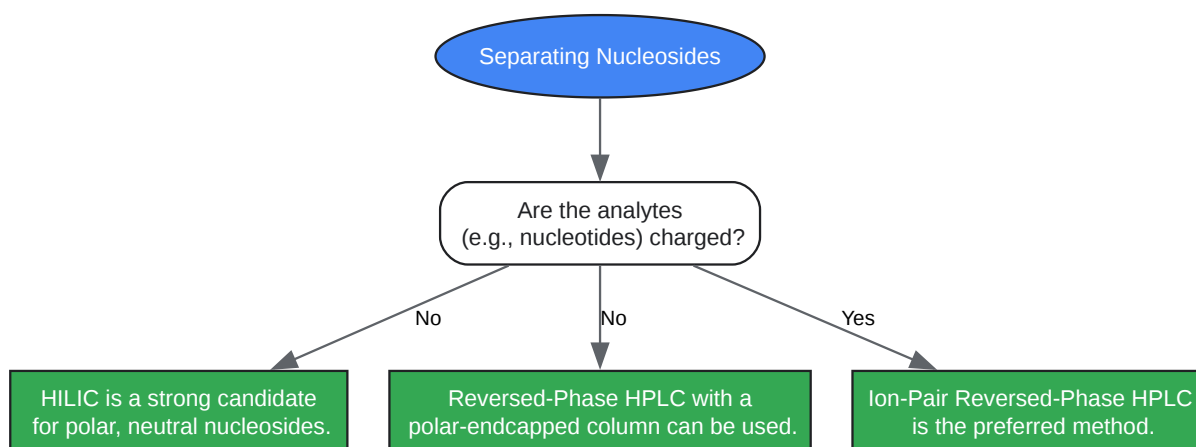 Separating Nucleosides
Are the analytes
(e.g., nucleotides) charged?
No
No
Yes
HILIC is a strong candidate
for polar, neutral nucleosides.
Reversed-Phase HPLC with a
polar-endcapped column can be used.
Ion-Pair Reversed-Phase HPLC
is the preferred method.